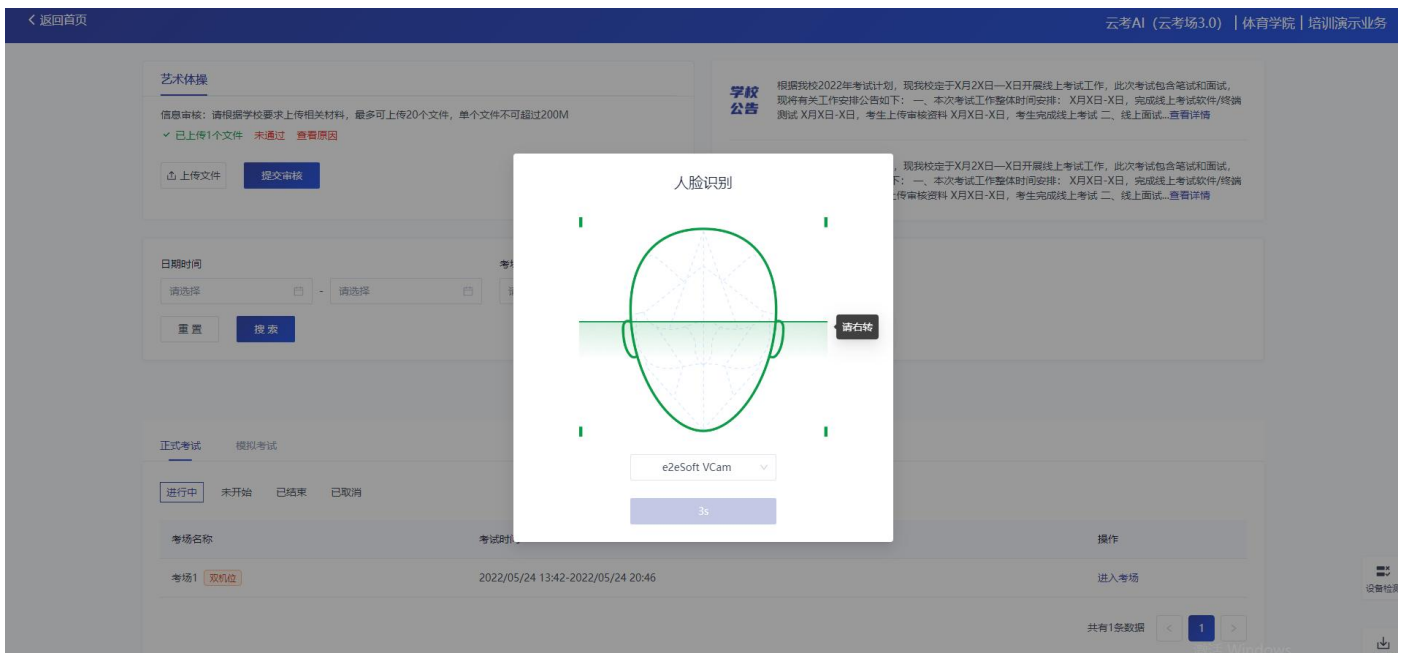 返回首页
云考AI（云考场3.0） | 体育学院 | 培训演示业务
艺术体操
信息审核：请根据学校要求上传相关材料，最多可上传20个文件，单个文件不可超过200M
已上传1个文件 未通过 查看原因
上传文件 提交审核
学校
公告
根据我校2022年考试计划，现我校定于X月2X日—X日开展线上考试工作，此次考试包含笔试和面试，
现将有关工作安排公告如下： 一、本次考试工作整体时间安排： X月X日-X日，完成线上考试软件/终端
测试 X月X日-X日，考生上传审核资料 X月X日-X日，考生完成线上考试 二、线上面试...查看详情
，现我校定于X月2X日—X日开展线上考试工作，此次考试包含笔试和面试，
下： 一、本次考试工作整体时间安排： X月X日-X日，完成线上考试软件/终端
上传审核资料 X月X日-X日，考生完成线上考试 二、线上面试...查看详情
人脸识别
请右转
e2eSoft VCam
3s
日期时间
请选择 - 请选择
重置 搜索
正式考试 模拟考试
进行中 未开始 已结束 已取消
考场名称 考试时间 操作
考场1 双机位 2022/05/24 13:42-2022/05/24 20:46 进入考场
共有1条数据 < 1 >
设备检测
Windows